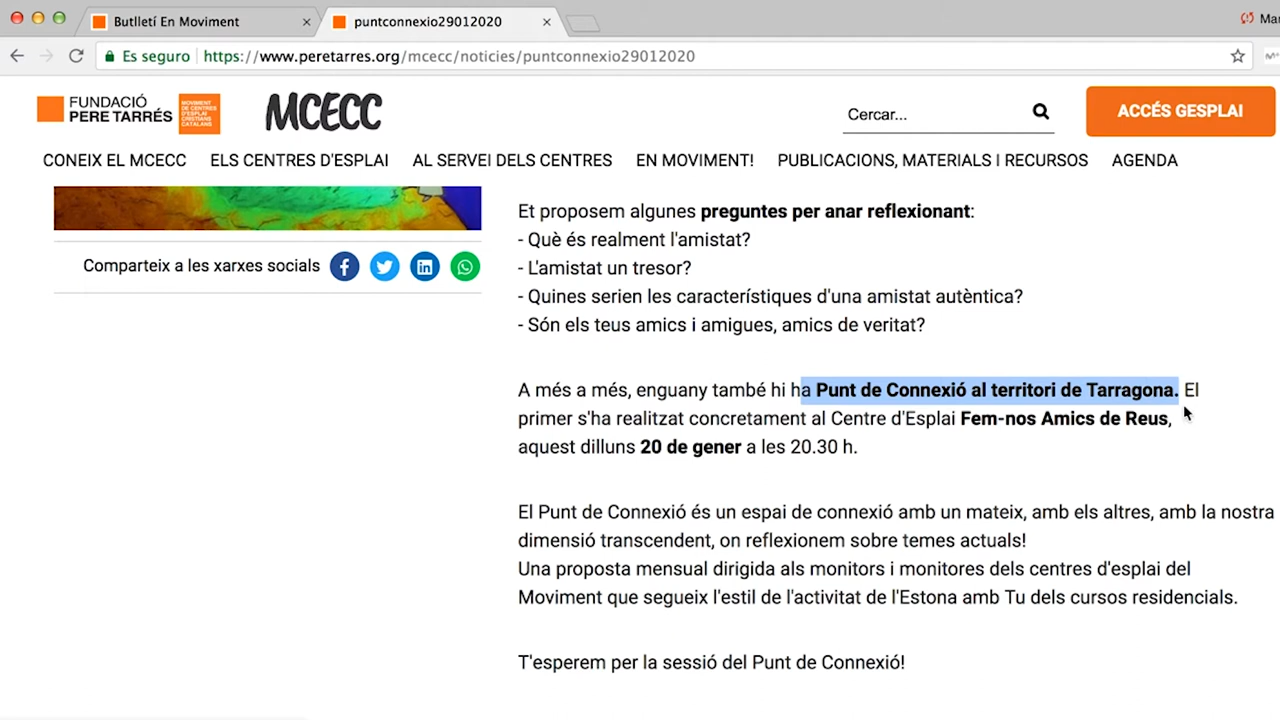 Butlletí En Moviment
puntconnexio29012020
Mar
Es seguro
https://www.peretarres.org/mcecc/noticies/puntconnexio29012020
FUNDACIÓ
PERE TARRÉS
MOVIMENT
DE CENTRES
D'ESPLAI
CRISTIANS
CATALANS
MCECC
Cercar...
ACCÉS GESPLAI
CONEIX EL MCECC ELS CENTRES D'ESPLAI AL SERVEI DELS CENTRES EN MOVIMENT! PUBLICACIONS, MATERIALS I RECURSOS AGENDA
Comparteix a les xarxes socials
Et proposem algunes preguntes per anar reflexionant:
- Què és realment l'amistat?
- L'amistat un tresor?
- Quines serien les característiques d'una amistat autèntica?
- Són els teus amics i amigues, amics de veritat?
A més a més, enguany també hi ha Punt de Connexió al territori de Tarragona. El
primer s'ha realitzat concretament al Centre d'Esplai Fem-nos Amics de Reus,
aquest dilluns 20 de gener a les 20.30 h.
El Punt de Connexió és un espai de connexió amb un mateix, amb els altres, amb la nostra
dimensió transcendent, on reflexionem sobre temes actuals!
Una proposta mensual dirigida als monitors i monitores dels centres d'esplai del
Moviment que segueix l'estil de l'activitat de l'Estona amb Tu dels cursos residencials.
T'esperem per la sessió del Punt de Connexió!